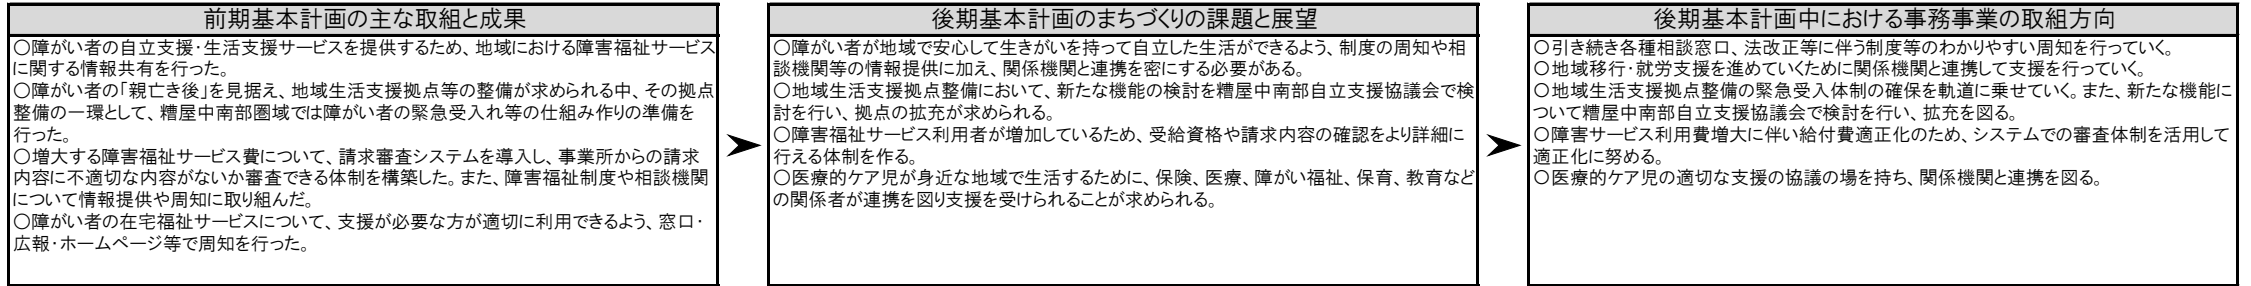 前期基本計画の主な取組と成果
〇障がい者の自立支援・生活支援サービスを提供するため、地域における障害福祉サービス
に関する情報共有を行った。
〇障がい者の「親亡き後」を見据え、地域生活支援拠点等の整備が求められる中、その拠点
整備の一環として、糟屋中南部圏域では障がい者の緊急受入れ等の仕組み作りの準備を
行った。
〇増大する障害福祉サービス費について、請求審査システムを導入し、事業所からの請求
内容に不適切な内容がないか審査できる体制を構築した。また、障害福祉制度や相談機関
について情報提供や周知に取り組んだ。
〇障がい者の在宅福祉サービスについて、支援が必要な方が適切に利用できるよう、窓口・
広報・ホームページ等で周知を行った。
後期基本計画のまちづくりの課題と展望
〇障がい者が地域で安心して生きがいを持って自立した生活ができるよう、制度の周知や相
談機関等の情報提供に加え、関係機関と連携を密にする必要がある。
〇地域生活支援拠点整備において、新たな機能の検討を糟屋中南部自立支援協議会で検
討を行い、拠点の拡充が求められる。
〇障害福祉サービス利用者が増加しているため、受給資格や請求内容の確認をより詳細に
行える体制を作る。
〇医療的ケア児が身近な地域で生活するために、保険、医療、障がい福祉、保育、教育など
の関係者が連携を図り支援を受けられることが求められる。
後期基本計画中における事務事業の取組方向
〇引き続き各種相談窓口、法改正等に伴う制度等のわかりやすい周知を行っていく。
〇地域移行・就労支援を進めていくために関係機関と連携して支援を行っていく。
〇地域生活支援拠点整備の緊急受入体制の確保を軌道に乗せていく。また、新たな機能に
ついて糟屋中南部自立支援協議会で検討を行い、拡充を図る。
〇障害サービス利用費増大に伴い給付費適正化のため、システムでの審査体制を活用して
適正化に努める。
〇医療的ケア児の適切な支援の協議の場を持ち、関係機関と連携を図る。